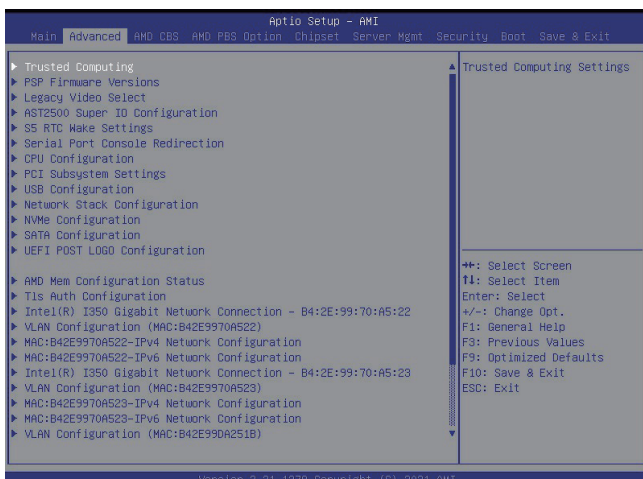 Aptio Setup - AMI
Main Advanced AMD CBS AMD PBS Option Chipset Server Mgmt Security Boot Save & Exit
Trusted Computing
PSP Firmware Versions
Legacy Video Select
AST2500 Super IO Configuration
S5 RTC Wake Settings
Serial Port Console Redirection
CPU Configuration
PCI Subsystem Settings
USB Configuration
Network Stack Configuration
NVMe Configuration
SATA Configuration
UEFI POST LOGO Configuration
AMD Mem Configuration Status
Tls Auth Configuration
Intel(R) I350 Gigabit Network Connection - B4:2E:99:70:A5:22
VLAN Configuration (MAC:B42E9970A522)
MAC:B42E9970A522-IPv4 Network Configuration
MAC:B42E9970A522-IPv6 Network Configuration
Intel(R) I350 Gigabit Network Connection - B4:2E:99:70:A5:23
VLAN Configuration (MAC:B42E9970A523)
MAC:B42E9970A523-IPv4 Network Configuration
MAC:B42E9970A523-IPv6 Network Configuration
VLAN Configuration (MAC:B42E99DA251B)
Trusted Computing Settings
→←: Select Screen
↑↓: Select Item
Enter: Select
+/-: Change Opt.
F1: General Help
F3: Previous Values
F9: Optimized Defaults
F10: Save & Exit
ESC: Exit